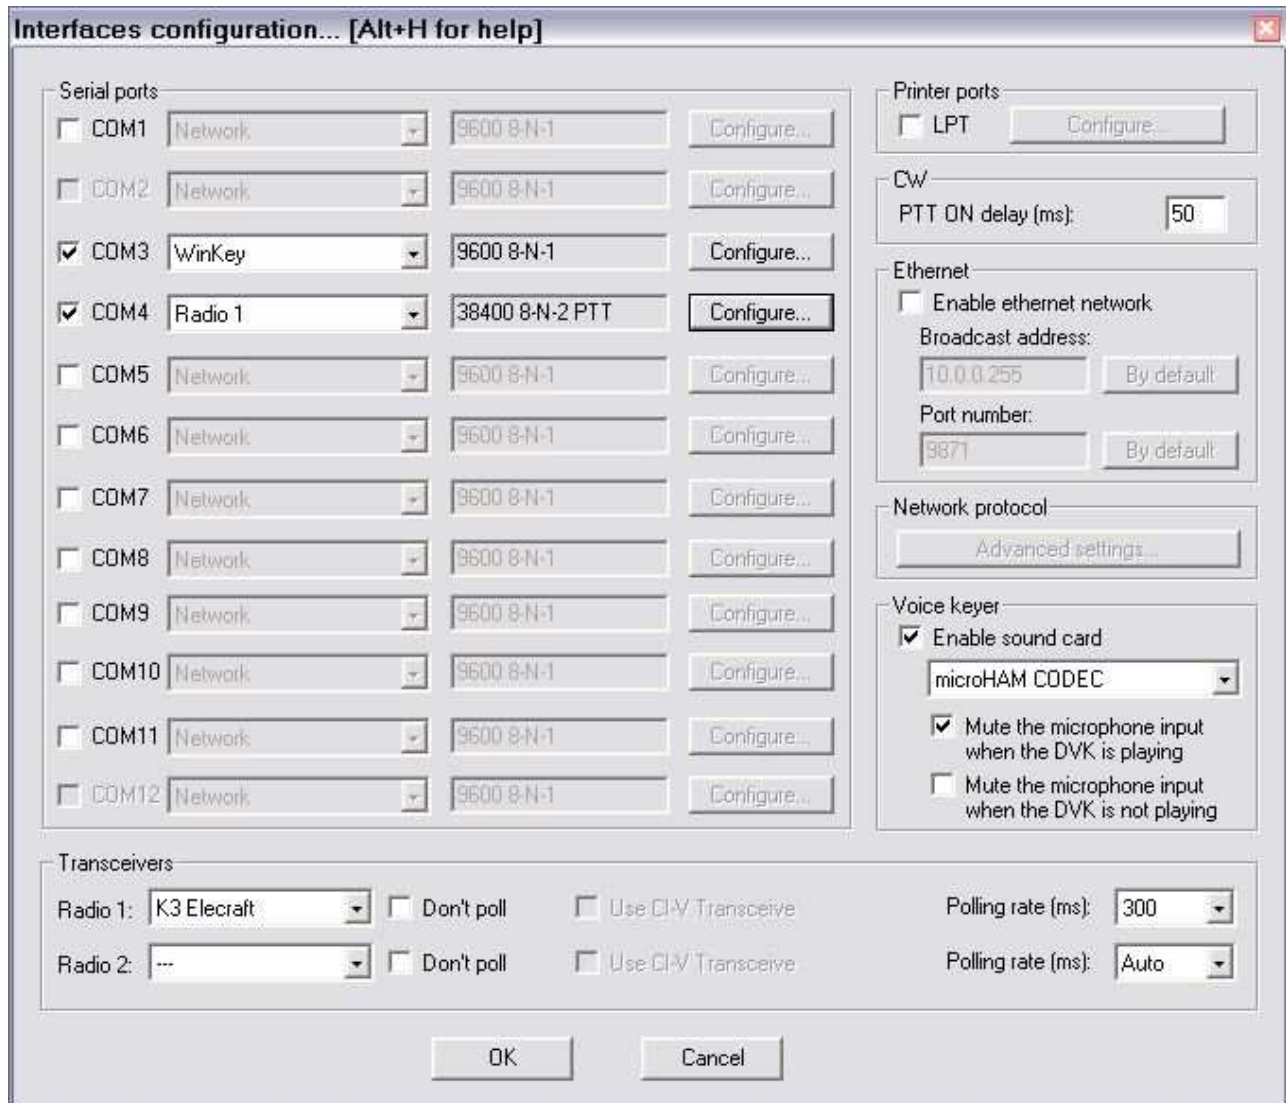 Interfaces configuration... [Alt+H for help]
Serial ports
COM1 Network 9600 8-N-1 Configure...
COM2 Network 9600 8-N-1 Configure...
COM3 WinKey 9600 8-N-1 Configure...
COM4 Radio 1 38400 8-N-2 PTT Configure...
COM5 Network 9600 8-N-1 Configure...
COM6 Network 9600 8-N-1 Configure...
COM7 Network 9600 8-N-1 Configure...
COM8 Network 9600 8-N-1 Configure...
COM9 Network 9600 8-N-1 Configure...
COM10 Network 9600 8-N-1 Configure...
COM11 Network 9600 8-N-1 Configure...
COM12 Network 9600 8-N-1 Configure...
Printer ports
LPT Configure...
CW
PTT ON delay (ms): 50
Ethernet
Enable ethernet network
Broadcast address:
10.0.0.255 By default
Port number:
9871 By default
Network protocol
Advanced settings...
Voice keyer
Enable sound card
microHAM CODEC
Mute the microphone input
when the DVK is playing
Mute the microphone input
when the DVK is not playing
Transceivers
Radio 1: K3 Elecraft Don't poll Use CI-V Transceive Polling rate (ms): 300
Radio 2: --- Don't poll Use CI-V Transceive Polling rate (ms): Auto
OK Cancel